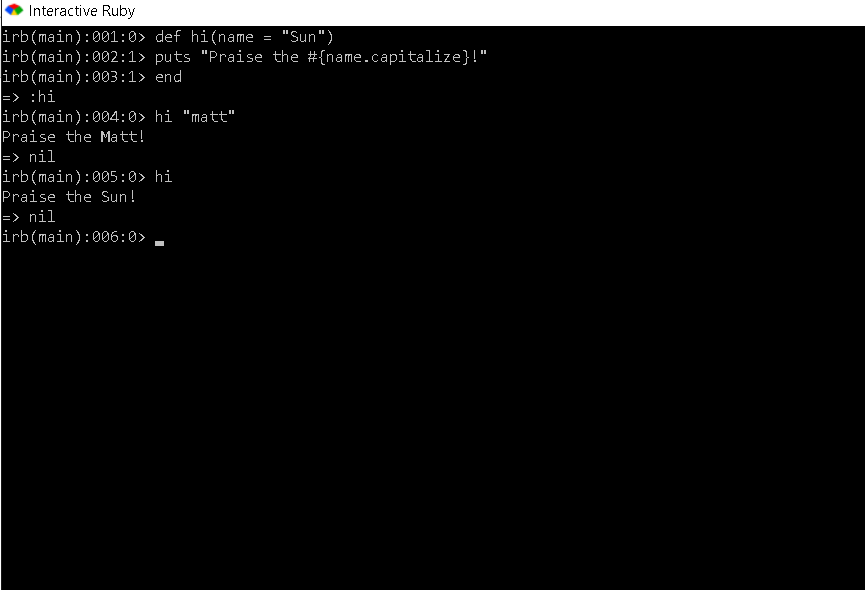 Interactive Ruby
irb(main):001:0> def hi(name = "Sun")
irb(main):002:1> puts "Praise the #{name.capitalize}!"
irb(main):003:1> end
=> :hi
irb(main):004:0> hi "matt"
Praise the Matt!
=> nil
irb(main):005:0> hi
Praise the Sun!
=> nil
irb(main):006:0>